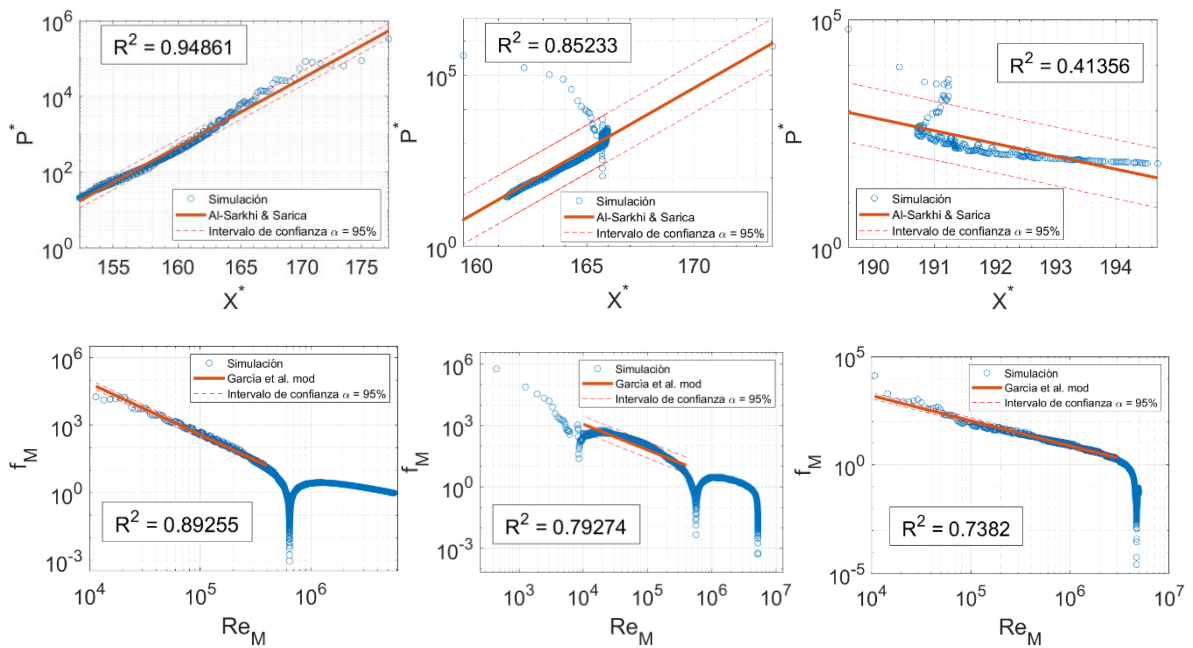 R² = 0.94861
10⁶
10⁴
10²
10⁰
P*
Simulación
Al-Sarkhi & Sarica
Intervalo de confianza α = 95%
155 160 165 170 175
X*
R² = 0.85233
10⁵
10⁰
P*
Simulación
Al-Sarkhi & Sarica
Intervalo de confianza α = 95%
160 165 170
X*
R² = 0.41356
10⁵
10⁰
P*
Simulación
Al-Sarkhi & Sarica
Intervalo de confianza α = 95%
190 191 192 193 194
X*
10⁶
10³
10⁰
10⁻³
f_M
Simulación
García et al. mod
Intervalo de confianza α = 95%
R² = 0.89255
10⁴ 10⁵ 10⁶
Re_M
10⁶
10³
10⁰
10⁻³
f_M
Simulación
García et al. mod
Intervalo de confianza α = 95%
R² = 0.79274
10³ 10⁴ 10⁵ 10⁶ 10⁷
Re_M
10⁵
10⁰
10⁻⁵
f_M
Simulación
García et al. mod
Intervalo de confianza α = 95%
R² = 0.7382
10⁴ 10⁵ 10⁶ 10⁷
Re_M